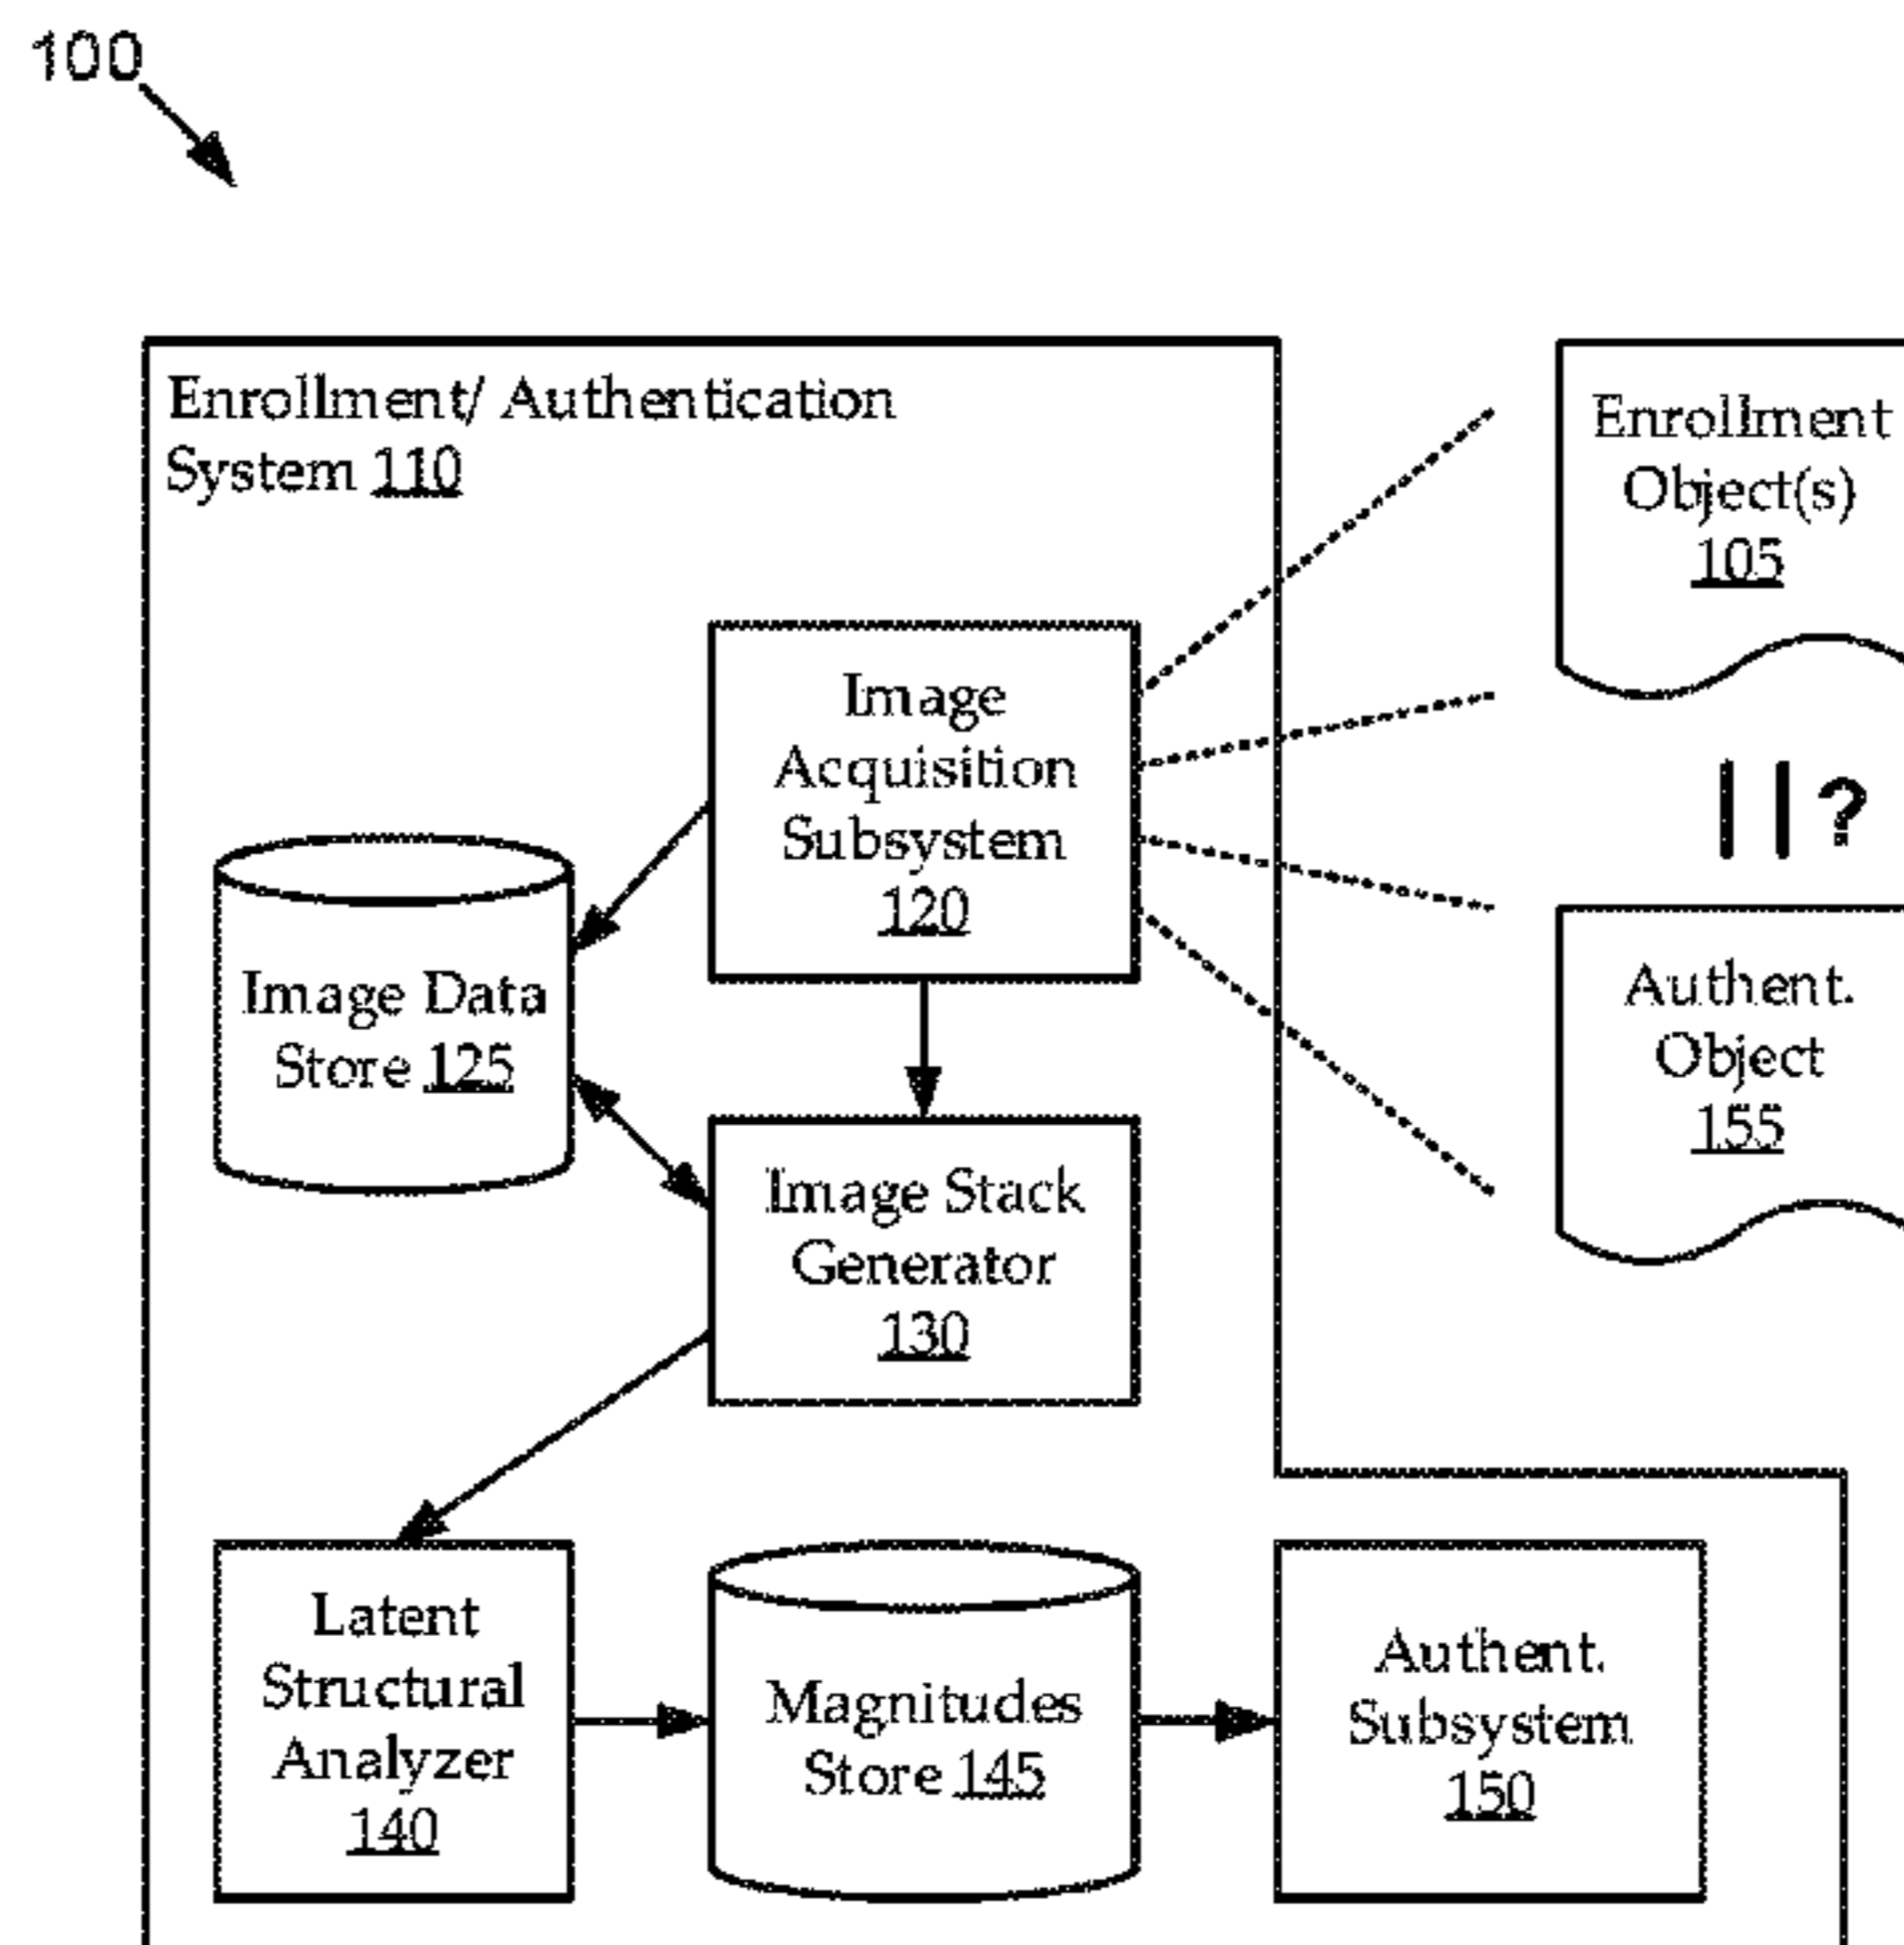 100
Enrollment/ Authentication
System 110
Enrollment
Object(s)
105
Image
Acquisition
Subsystem
120
||?
Image Data
Store 125
Authent.
Object
155
Image Stack
Generator
130
Latent
Structural
Analyzer
140
Magnitudes
Store 145
Authent.
Subsystem
150